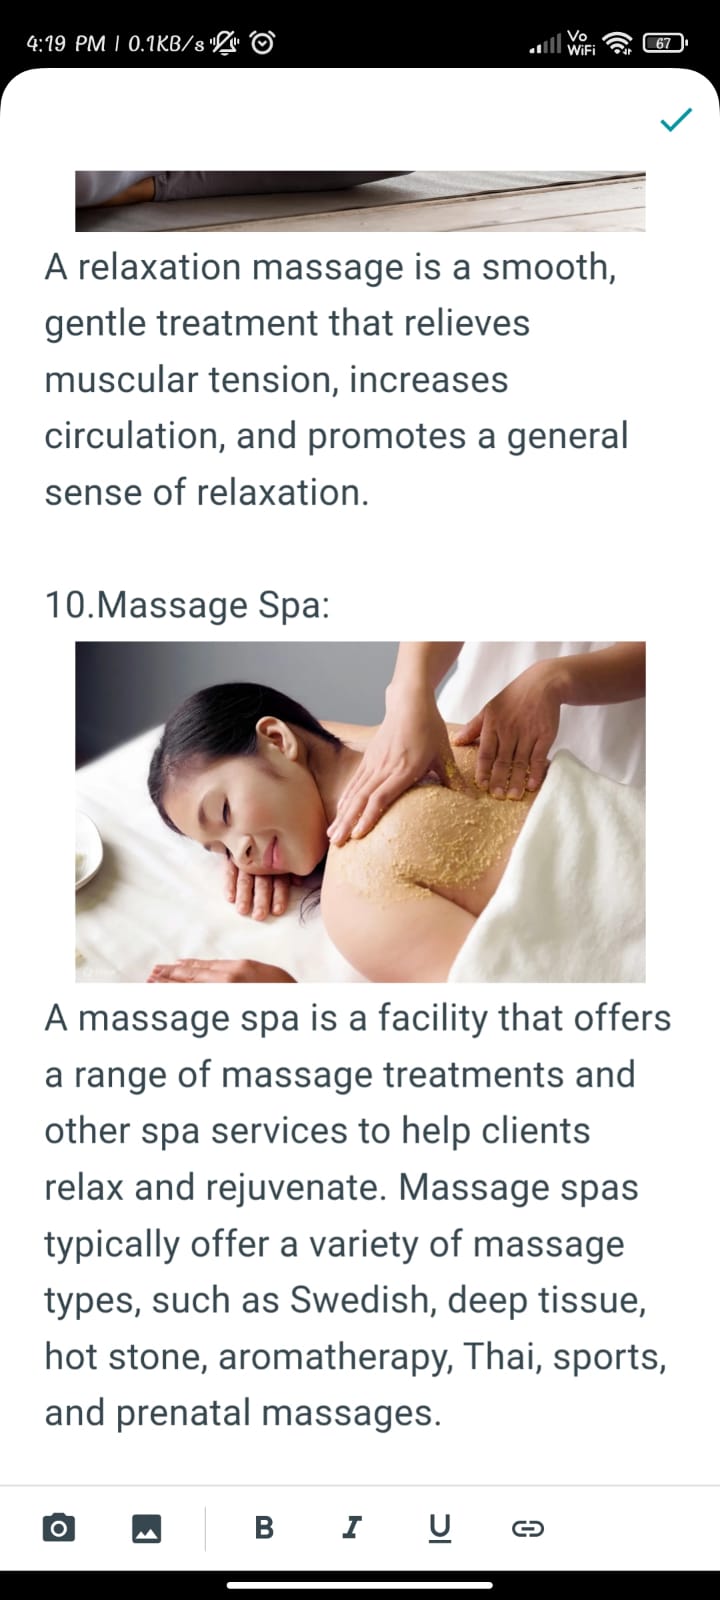 4:19 PM | 0.1KB/s
Vo
WiFi
67
A relaxation massage is a smooth,
gentle treatment that relieves
muscular tension, increases
circulation, and promotes a general
sense of relaxation.
10.Massage Spa:
A massage spa is a facility that offers
a range of massage treatments and
other spa services to help clients
relax and rejuvenate. Massage spas
typically offer a variety of massage
types, such as Swedish, deep tissue,
hot stone, aromatherapy, Thai, sports,
and prenatal massages.
B I U